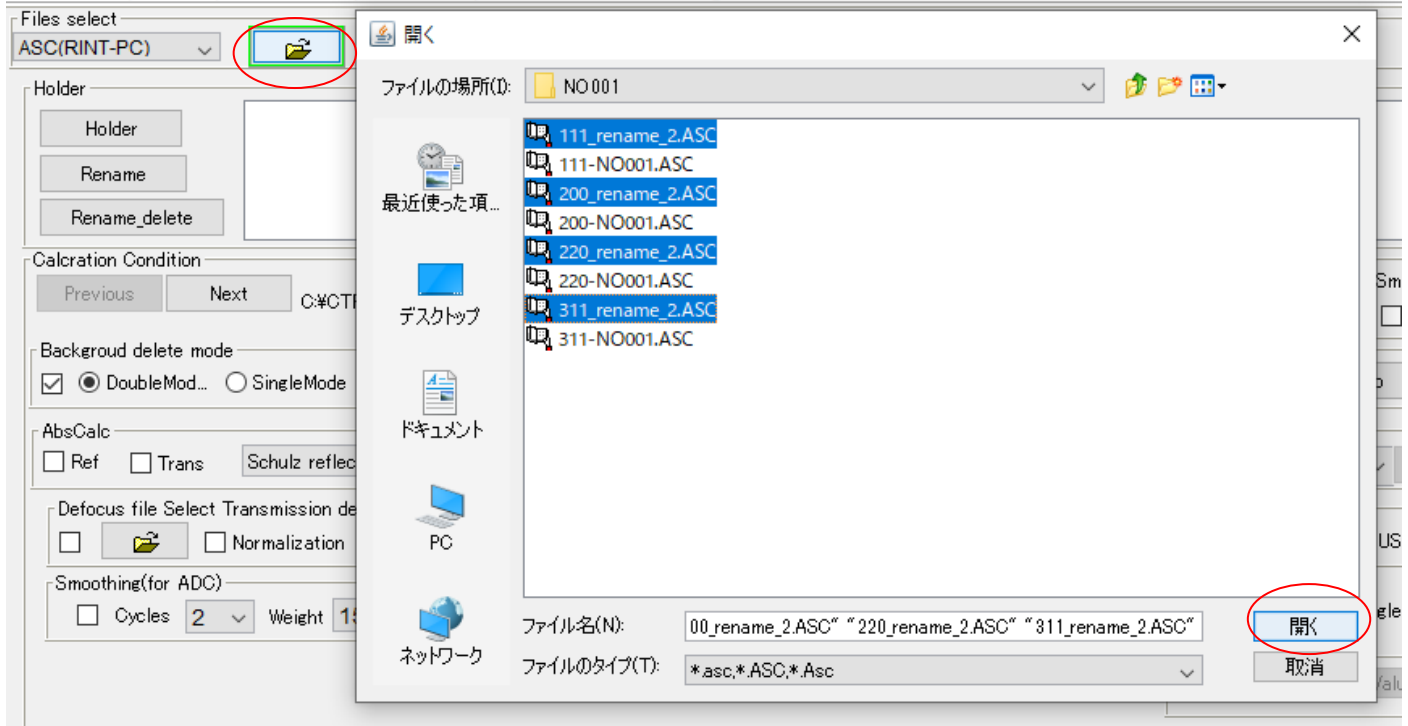 Files select
ASC(RINT-PC)
Holder
Holder
Rename
Rename_delete
Calcration Condition
Previous
Next
C:¥CTF
Backgroud delete mode
DoubleMod...
SingleMode
AbsCalc
Ref
Trans
Schulz reflec
Defocus file Select Transmission de
Normalization
Smoothing(for ADC)
Cycles
2
Weight
開く
ファイルの場所(I):
NO001
最近使った項...
デスクトップ
ドキュメント
PC
ネットワーク
111_rename_2.ASC
111-NO001.ASC
200_rename_2.ASC
200-NO001.ASC
220_rename_2.ASC
220-NO001.ASC
311_rename_2.ASC
311-NO001.ASC
ファイル名(N):
00_rename_2.ASC" "220_rename_2.ASC" "311_rename_2.ASC"
開く
ファイルのタイプ(T):
*.asc,*.ASC,*.Asc
取消
Sm
US
gle